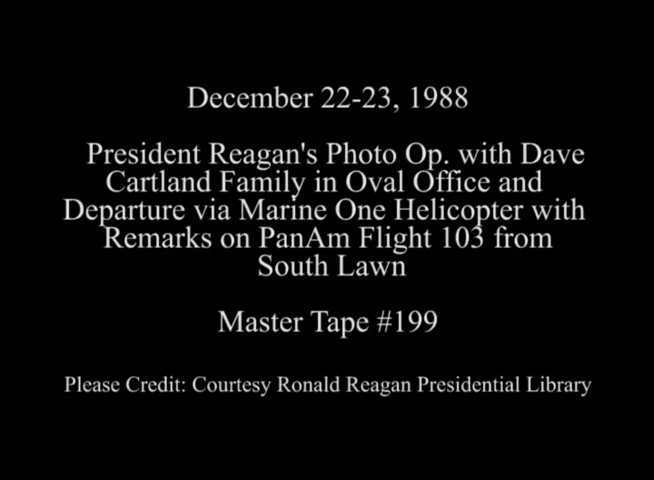 December 22-23, 1988
President Reagan's Photo Op. with Dave
Cartland Family in Oval Office and
Departure via Marine One Helicopter with
Remarks on PanAm Flight 103 from
South Lawn
Master Tape #199
Please Credit: Courtesy Ronald Reagan Presidential Library